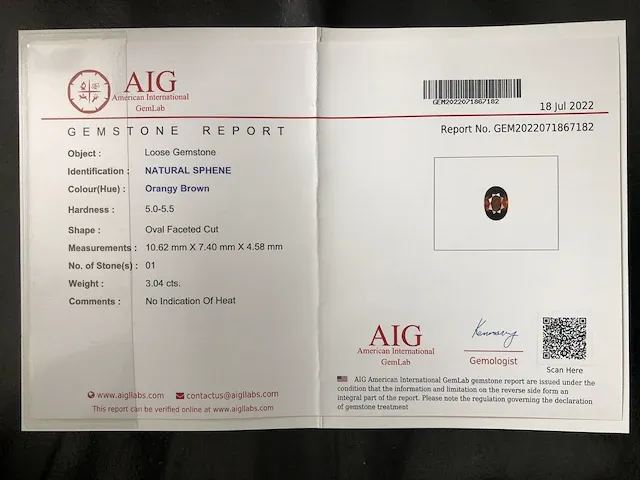 AIG
American International
GemLab
GEMSTONE REPORT
Object : Loose Gemstone
Identification : NATURAL SPHENE
Colour(Hue) : Orangy Brown
Hardness : 5.0-5.5
Shape : Oval Faceted Cut
Measurements : 10.62 mm X 7.40 mm X 4.58 mm
No. of Stone(s) : 01
Weight : 3.04 cts.
Comments : No Indication Of Heat
www.aigllabs.com contactus@aigllabs.com
This report can be verified online at www.aigllabs.com
GEM2022071867182
18 Jul 2022
Report No. GEM2022071867182
AIG
American International
GemLab
Gemologist
Scan Here
AIG American International GemLab gemstone report are issued under the
condition that the information and limitation on the reverse side form an
integral part of the report. Please note the regulation governing the declaration
of gemstone treatment